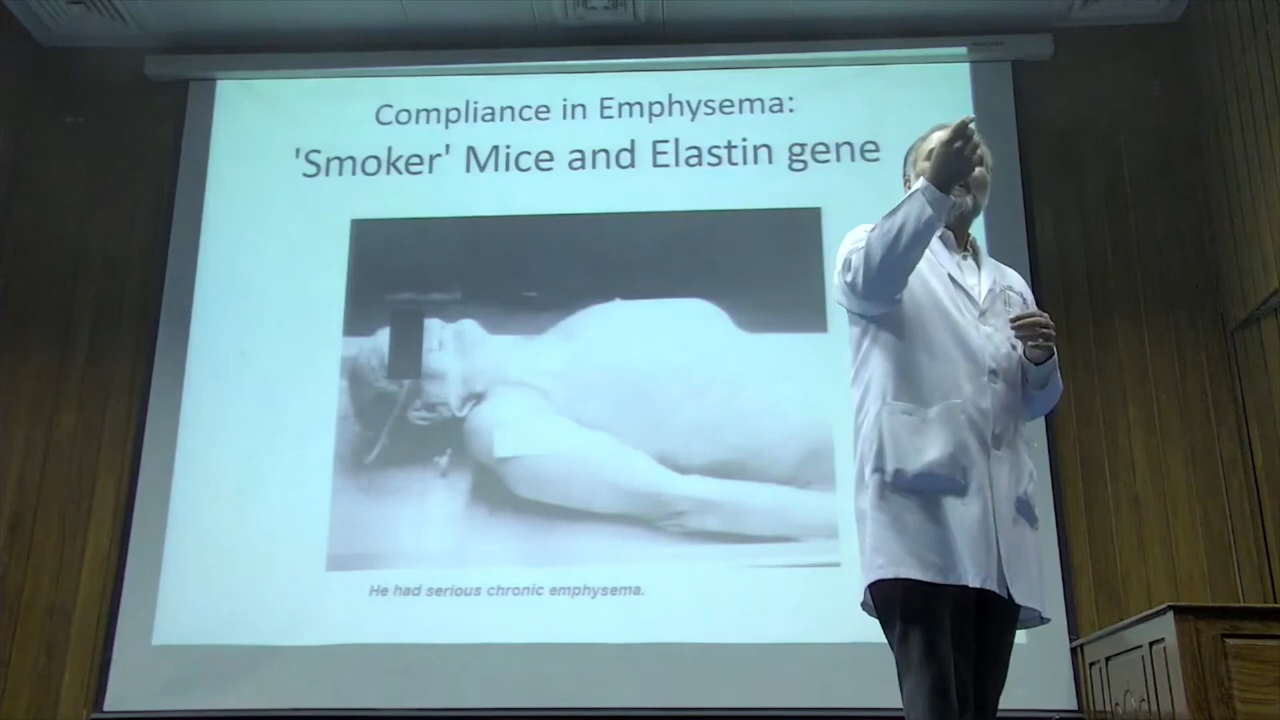 Compliance in Emphysema:
'Smoker' Mice and Elastin gene
He had serious chronic emphysema.